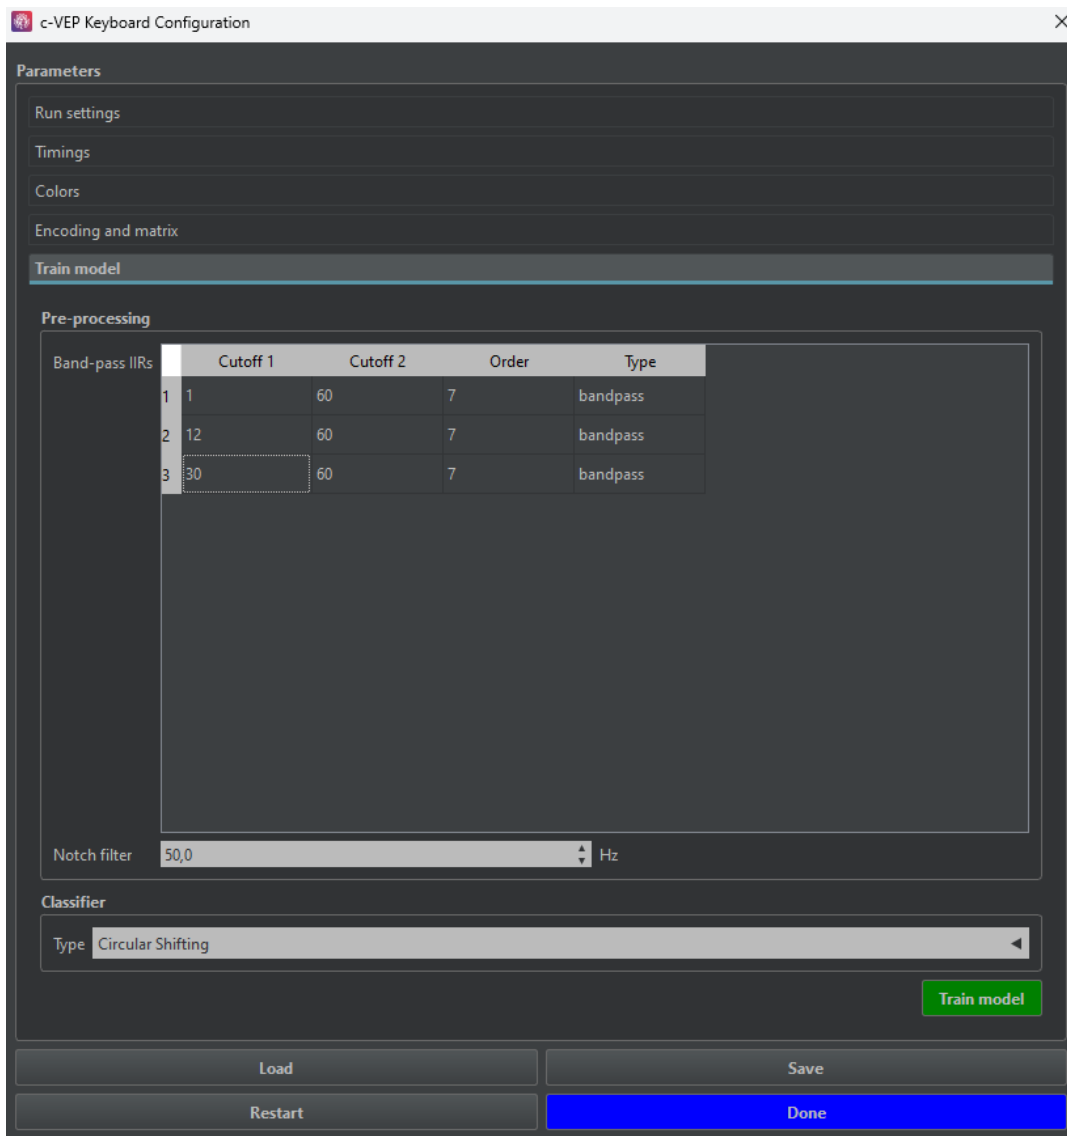 c-VEP Keyboard Configuration
Parameters
Run settings
Timings
Colors
Encoding and matrix
Train model
Pre-processing
Band-pass IIRs Cutoff 1 Cutoff 2 Order Type
1 1 60 7 bandpass
2 12 60 7 bandpass
3 30 60 7 bandpass
Notch filter 50,0 Hz
Classifier
Type Circular Shifting
Train model
Load Save
Restart Done